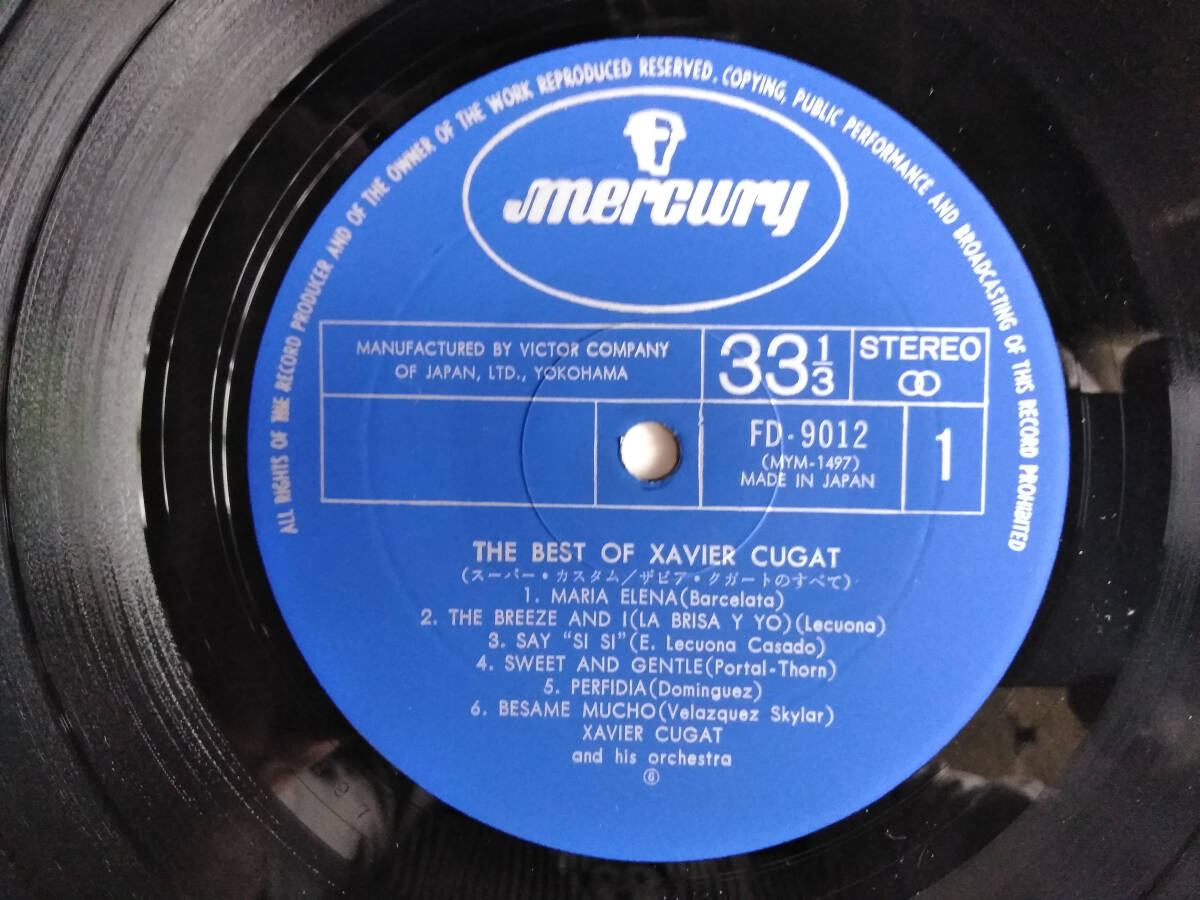 ALL RIGHTS OF THE RECORD PRODUCER AND OF THE OWNER OF THE WORK REPRODUCED RESERVED. COPYING, PUBLIC PERFORMANCE AND BROADCASTING OF THIS RECORD PROHIBITED
mercury
MANUFACTURED BY VICTOR COMPANY
OF JAPAN, LTD., YOKOHAMA
33 1/3
STEREO
FD-9012
(MYM-1497)
MADE IN JAPAN
1
THE BEST OF XAVIER CUGAT
(スーパー・カスタム/ザビア・クガートのすべて)
1. MARIA ELENA(Barcelata)
2. THE BREEZE AND I(LA BRISA Y YO)(Lecuona)
3. SAY "SI SI"(E. Lecuona Casado)
4. SWEET AND GENTLE(Portal-Thorn)
5. PERFIDIA(Dominguez)
6. BESAME MUCHO(Velazquez Skylar)
XAVIER CUGAT
and his orchestra